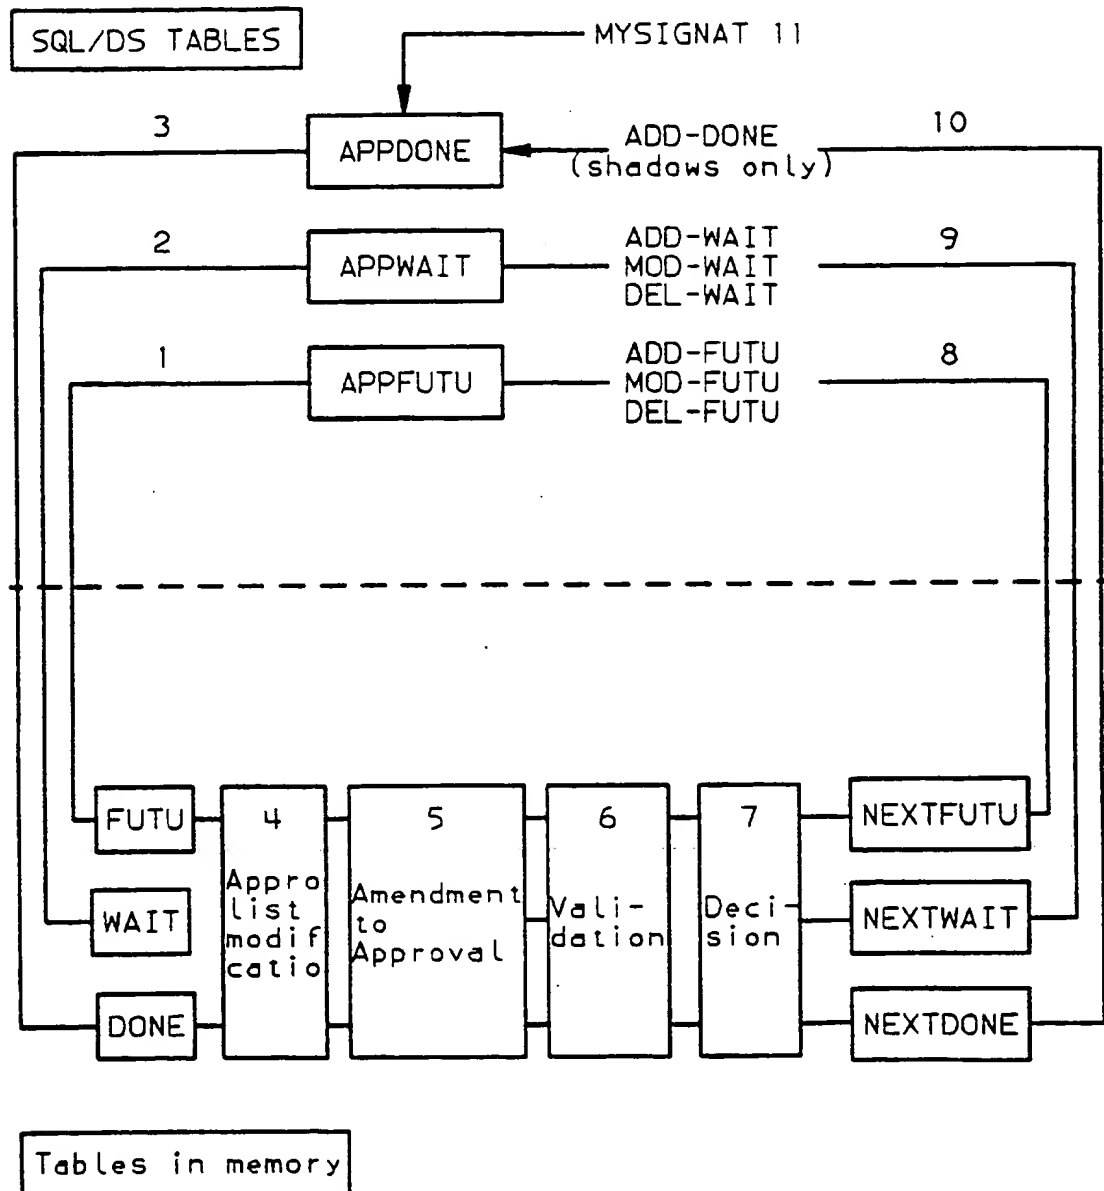 SQL/DS TABLES
MYSIGNAT 11
3
APPDONE
ADD-DONE
(shadows only)
10
2
APPWAIT
ADD-WAIT
MOD-WAIT
DEL-WAIT
9
1
APPFUTU
ADD-FUTU
MOD-FUTU
DEL-FUTU
8
FUTU
WAIT
DONE
4
Appro
list
modif
catio
5
Amendment
to
Approval
6
Vali-
dation
7
Deci-
sion
NEXTFUTU
NEXTWAIT
NEXTDONE
Tables in memory